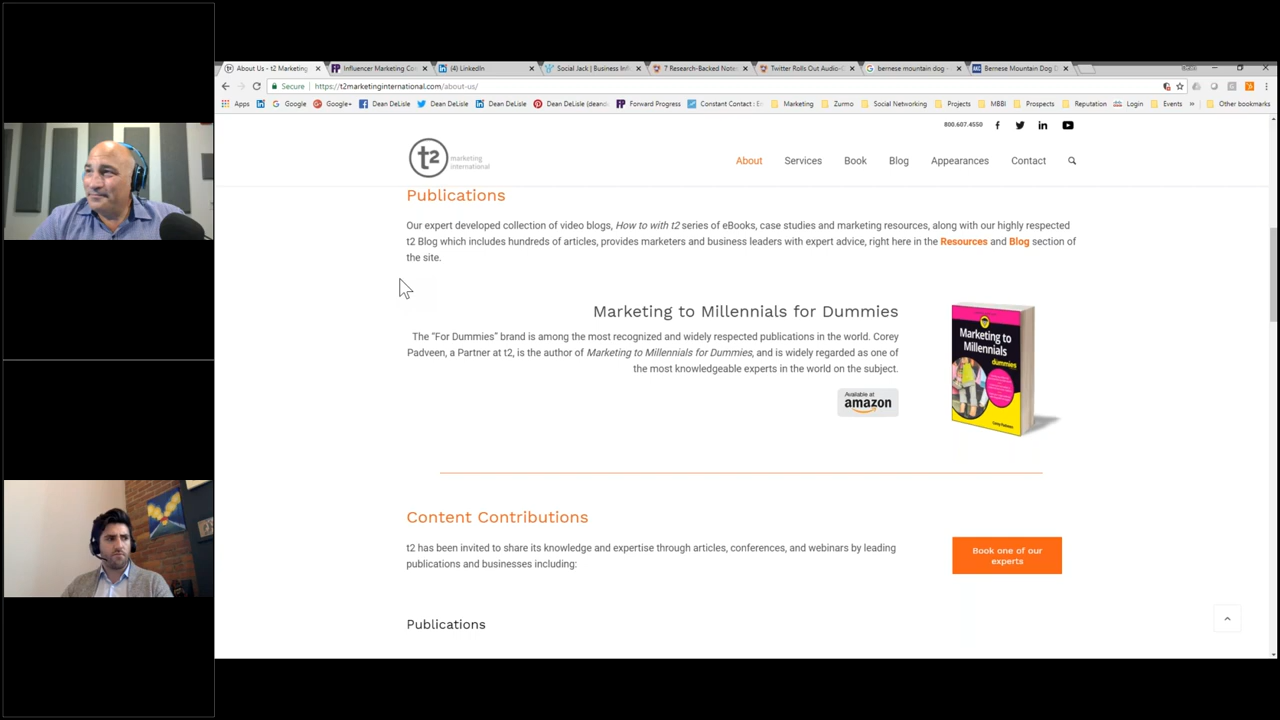 About Us - t2 Marketing
Influencer Marketing Co
(4) LinkedIn
Social Jack | Business Inf
7 Research-Backed Note
Twitter Rolls Out Audio-
bernese mountain dog -
Bernese Mountain Dog D
Secure
https://t2marketinginternational.com/about-us/
Apps
Google
Google+
Dean DeLisle
Dean DeLisle
Dean DeLisle
Dean DeLisle (deand
Forward Progress
Constant Contact : E
Marketing
Zurmo
Social Networking
Projects
MBBI
Prospects
Reputation
Login
Events
Other bookmarks
800.607.4550
t2 marketing international
About
Services
Book
Blog
Appearances
Contact
Publications
Our expert developed collection of video blogs, How to with t2 series of eBooks, case studies and marketing resources, along with our highly respected
t2 Blog which includes hundreds of articles, provides marketers and business leaders with expert advice, right here in the Resources and Blog section of
the site.
Marketing to Millennials for Dummies
The “For Dummies” brand is among the most recognized and widely respected publications in the world. Corey
Padveen, a Partner at t2, is the author of Marketing to Millennials for Dummies, and is widely regarded as one of
the most knowledgeable experts in the world on the subject.
Available at
amazon
Marketing to
Millennials
dummies
Corey Padveen
Content Contributions
t2 has been invited to share its knowledge and expertise through articles, conferences, and webinars by leading
publications and businesses including:
Book one of our
experts
Publications